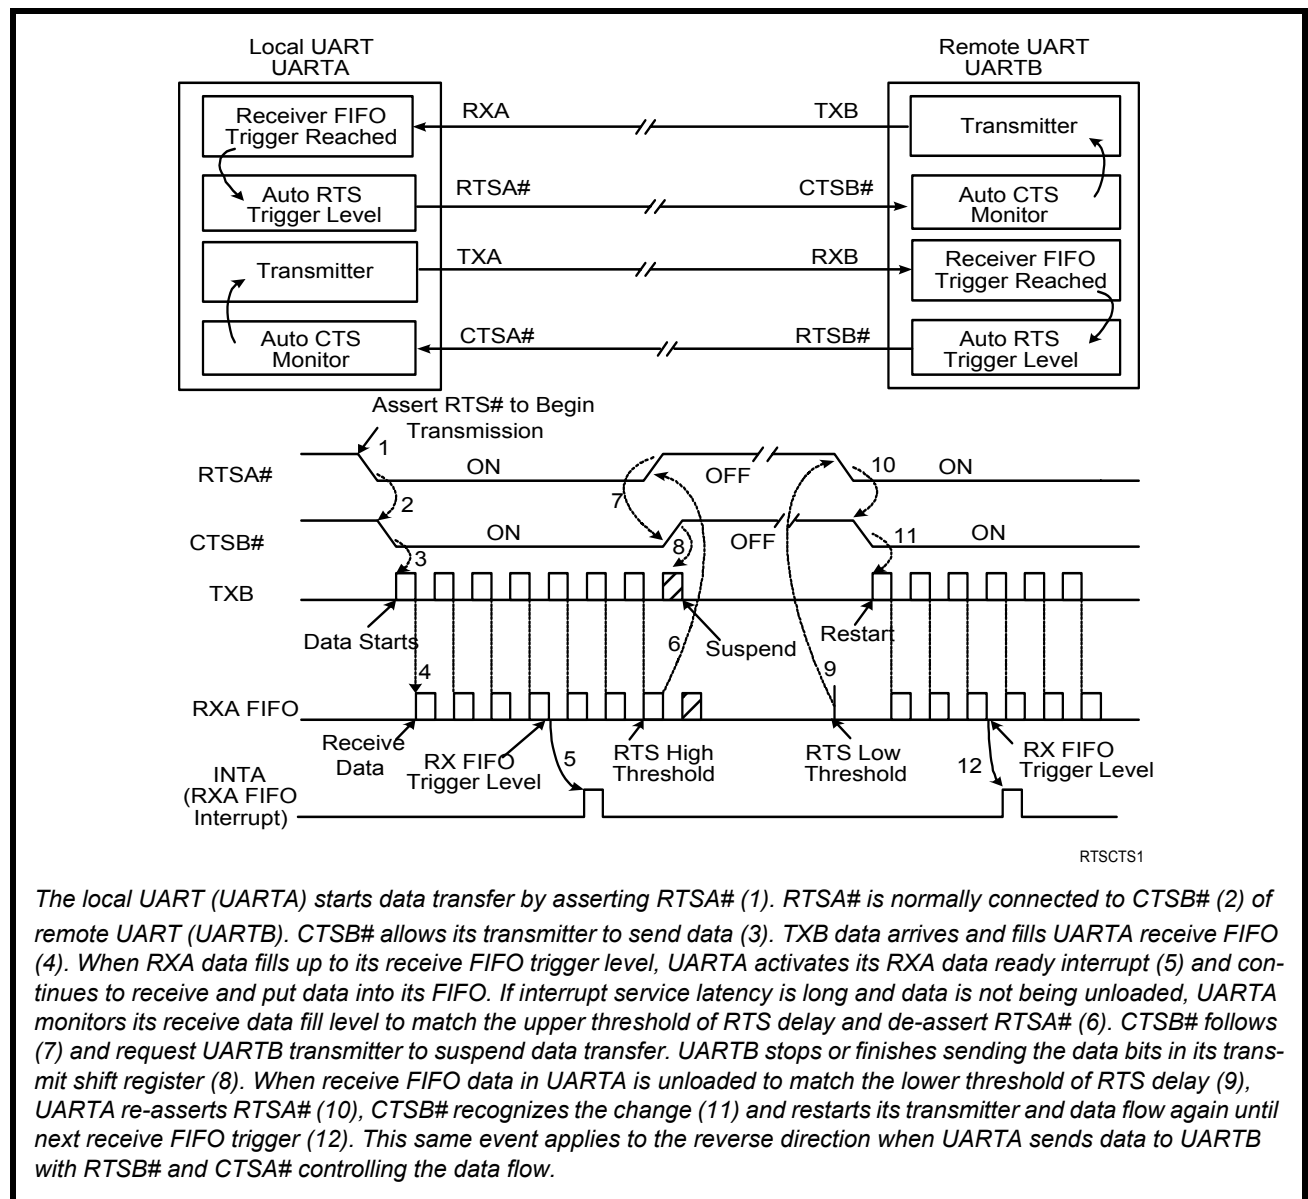 Local UART
UARTA
Remote UART
UARTB
Receiver FIFO
Trigger Reached
RXA
TXB
Transmitter
Auto RTS
Trigger Level
RTSA#
CTSB#
Auto CTS
Monitor
Transmitter
TXA
RXB
Receiver FIFO
Trigger Reached
Auto CTS
Monitor
CTSA#
RTSB#
Auto RTS
Trigger Level
Assert RTS# to Begin
Transmission
1
RTSA#
ON
OFF
10
ON
2
7
CTSB#
ON
8
OFF
11
ON
3
TXB
Data Starts
6
Suspend
Restart
4
9
RXA FIFO
Receive
Data
RX FIFO
Trigger Level
5
RTS High
Threshold
RTS Low
Threshold
12
RX FIFO
Trigger Level
INTA
(RXA FIFO
Interrupt)
RTSCTS1
The local UART (UARTA) starts data transfer by asserting RTSA# (1). RTSA# is normally connected to CTSB# (2) of
remote UART (UARTB). CTSB# allows its transmitter to send data (3). TXB data arrives and fills UARTA receive FIFO
(4). When RXA data fills up to its receive FIFO trigger level, UARTA activates its RXA data ready interrupt (5) and con-
tinues to receive and put data into its FIFO. If interrupt service latency is long and data is not being unloaded, UARTA
monitors its receive data fill level to match the upper threshold of RTS delay and de-assert RTSA# (6). CTSB# follows
(7) and request UARTB transmitter to suspend data transfer. UARTB stops or finishes sending the data bits in its trans-
mit shift register (8). When receive FIFO data in UARTA is unloaded to match the lower threshold of RTS delay (9),
UARTA re-asserts RTSA# (10), CTSB# recognizes the change (11) and restarts its transmitter and data flow again until
next receive FIFO trigger (12). This same event applies to the reverse direction when UARTA sends data to UARTB
with RTSB# and CTSA# controlling the data flow.